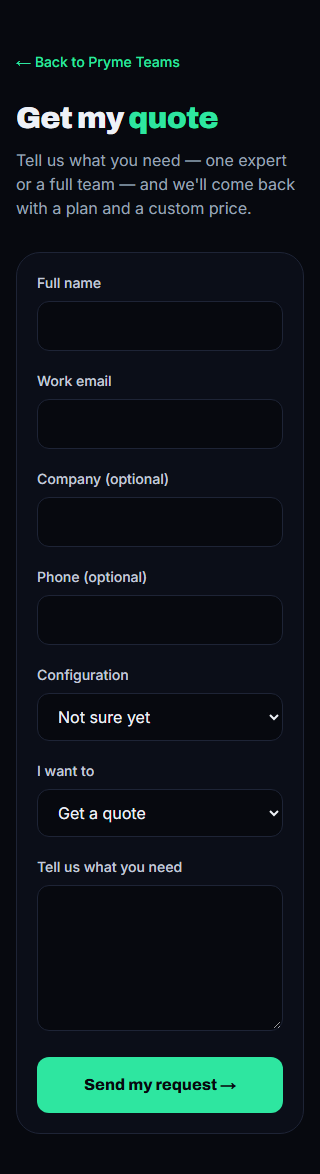 ← Back to Pryme Teams
Get my quote
Tell us what you need — one expert
or a full team — and we'll come back
with a plan and a custom price.
Full name
Work email
Company (optional)
Phone (optional)
Configuration
Not sure yet
I want to
Get a quote
Tell us what you need
Send my request →